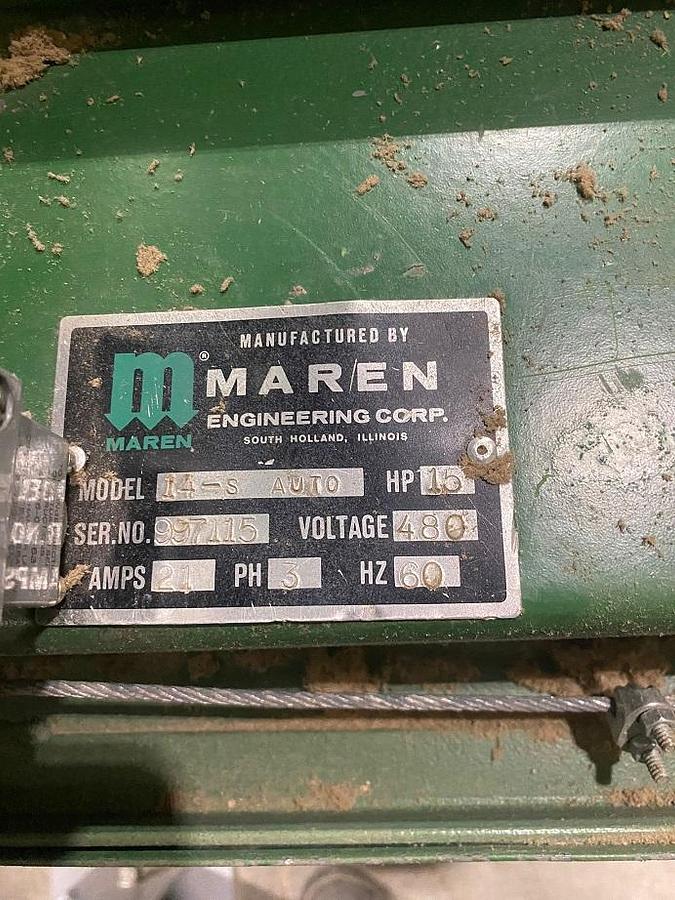 MANUFACTURED BY
m ® MAREN
ENGINEERING CORP.
MAREN
SOUTH HOLLAND, ILLINOIS
MODEL 14-S AUTO HP 15
SER.NO. 997115 VOLTAGE 480
AMPS 21 PH 3 HZ 60